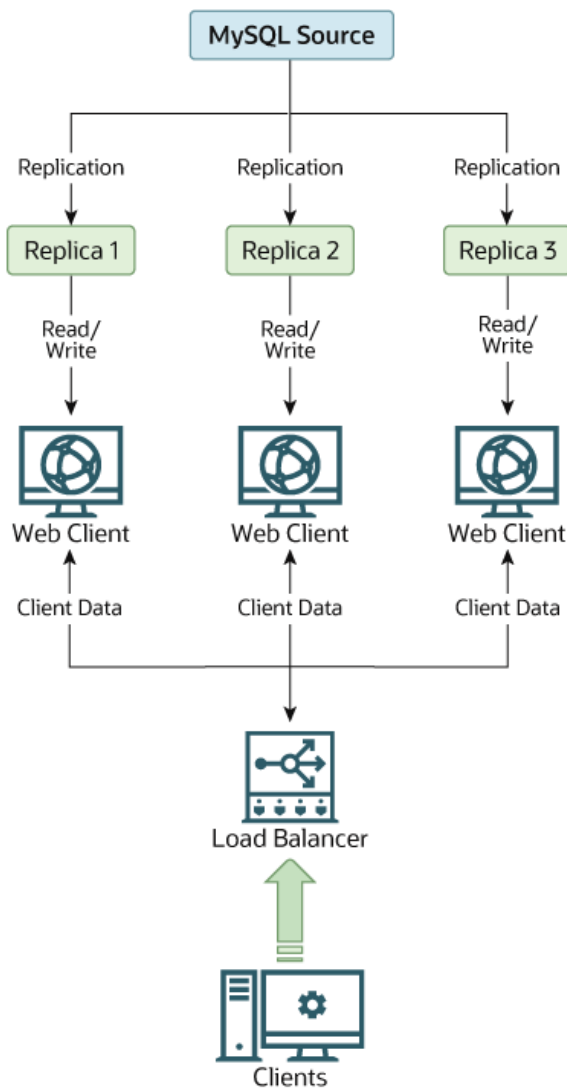 MySQL Source
Replication
Replication
Replication
Replica 1
Replica 2
Replica 3
Read/
Write
Read/
Write
Read/
Write
Web Client
Web Client
Web Client
Client Data
Client Data
Client Data
Load Balancer
Clients